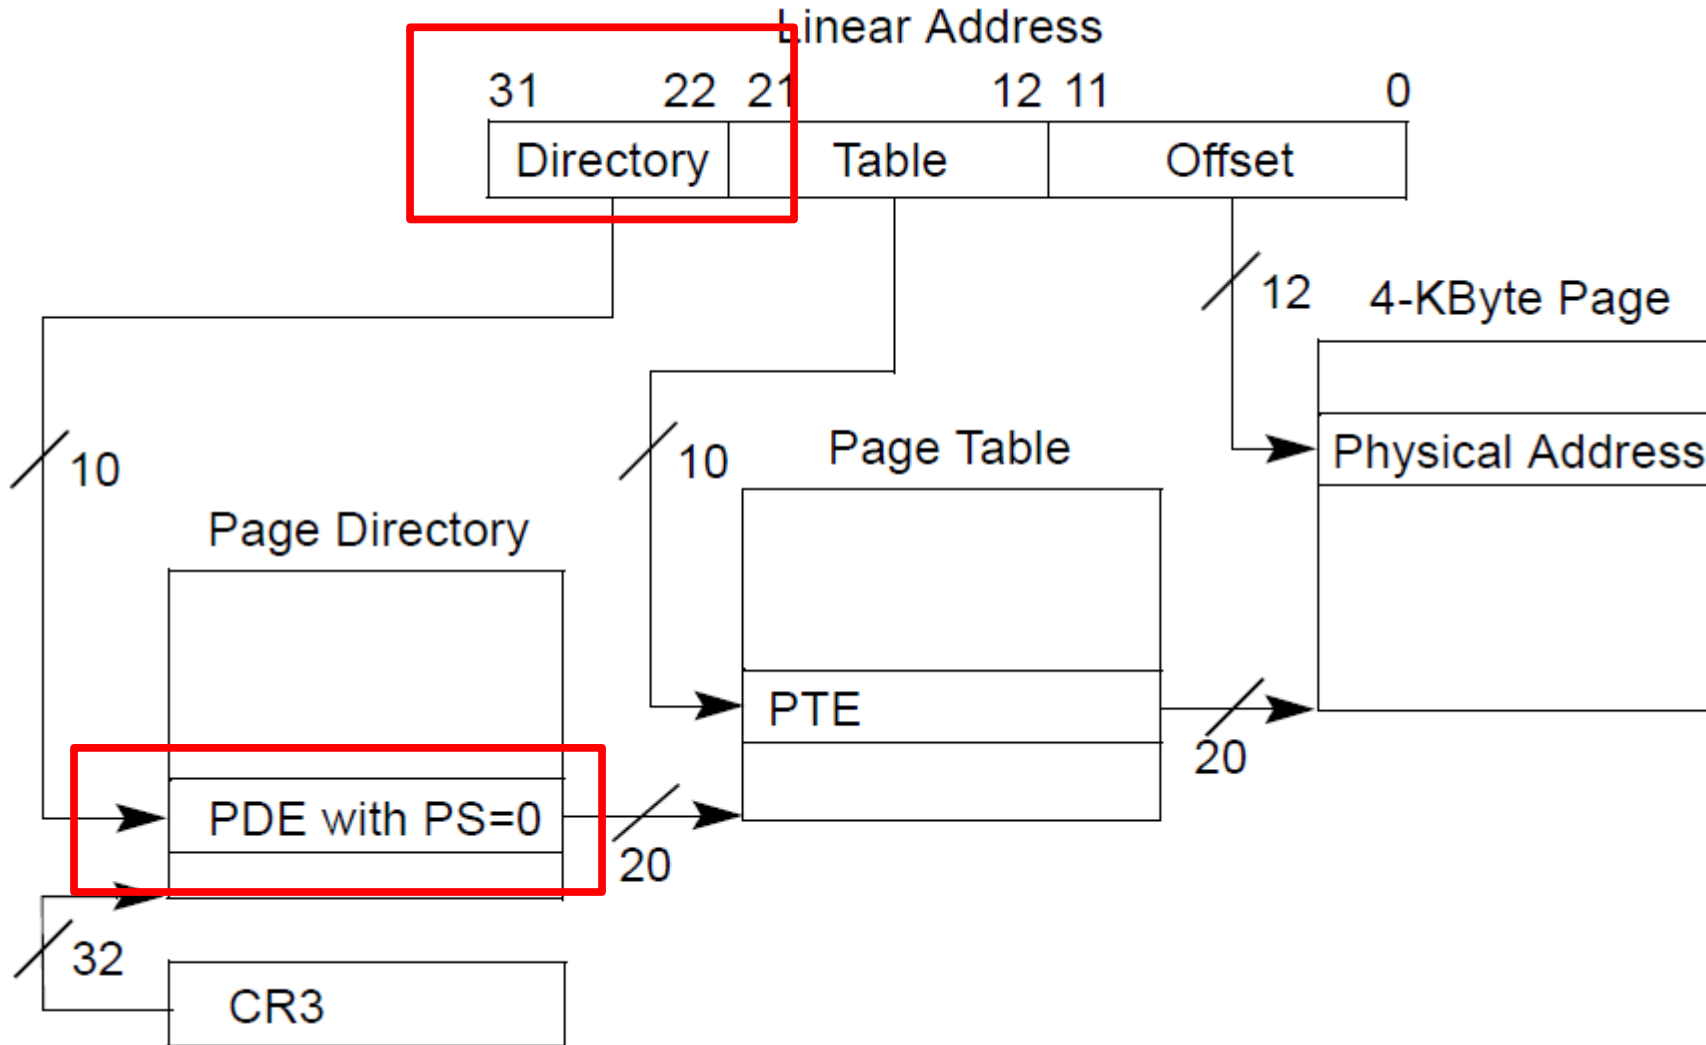 Linear Address
31 22 21 12 11 0
Directory Table Offset
12
4-KByte Page
10
10
Page Table
Physical Address
Page Directory
PTE
20
PDE with PS=0
20
32
CR3